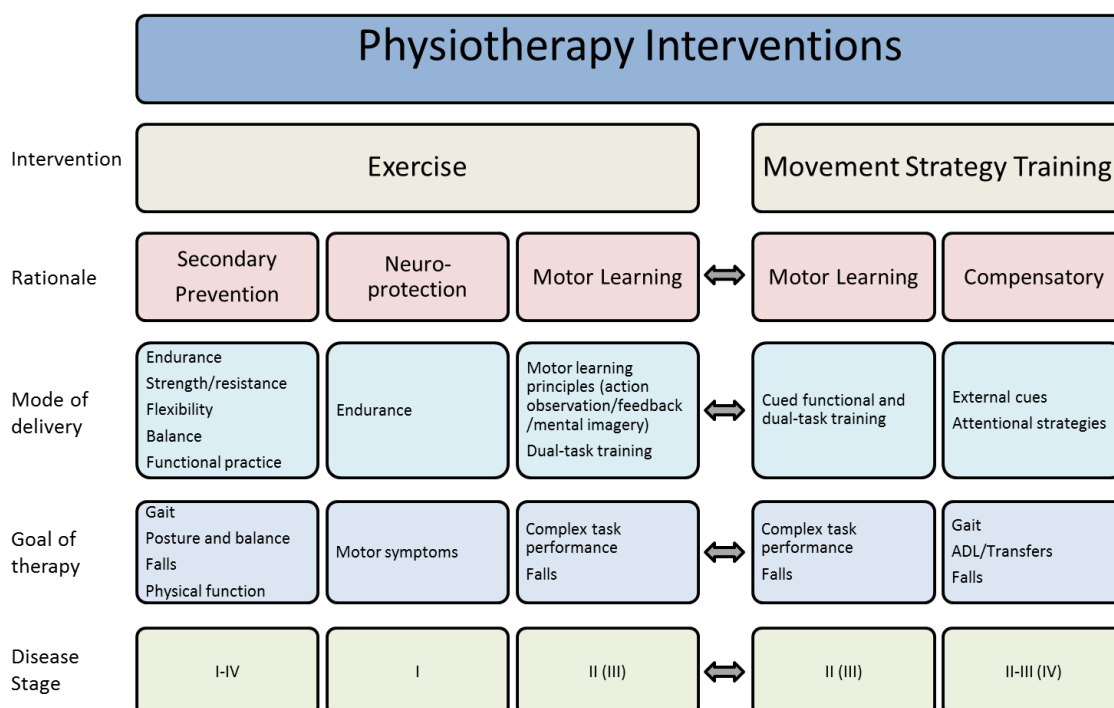 Physiotherapy Interventions
Intervention
Exercise
Movement Strategy Training
Rationale
Secondary
Prevention
Neuro-
protection
Motor Learning
Motor Learning
Compensatory
Mode of
delivery
Endurance
Strength/resistance
Flexibility
Balance
Functional practice
Endurance
Motor learning
principles (action
observation/feedback
/mental imagery)
Dual-task training
Cued functional and
dual-task training
External cues
Attentional strategies
Goal of
therapy
Gait
Posture and balance
Falls
Physical function
Motor symptoms
Complex task
performance
Falls
Complex task
performance
Falls
Gait
ADL/Transfers
Falls
Disease
Stage
I-IV
I
II (III)
II (III)
II-III (IV)